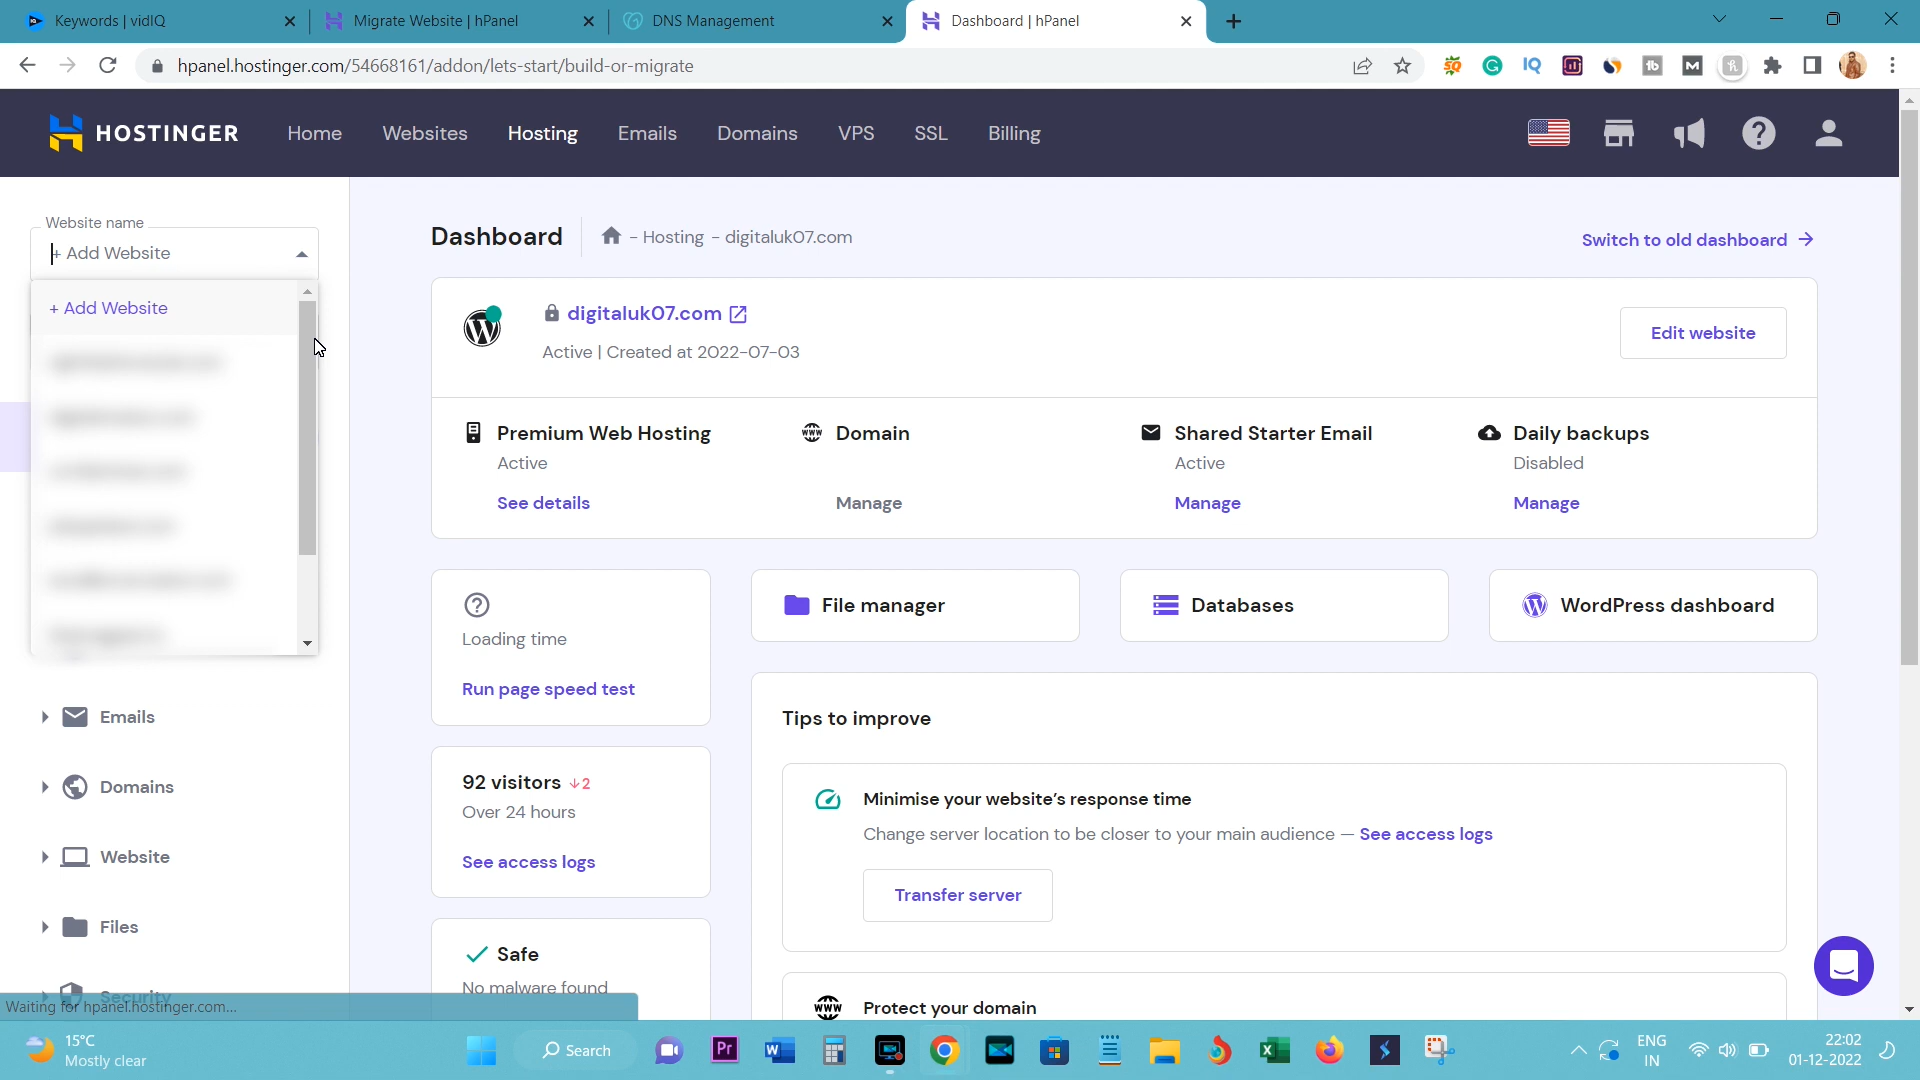 Keywords | vidIQ
Migrate Website | hPanel
DNS Management
Dashboard | hPanel
hpanel.hostinger.com/54668161/addon/lets-start/build-or-migrate
HOSTINGER
Home
Websites
Hosting
Emails
Domains
VPS
SSL
Billing
Website name
+ Add Website
+ Add Website
Emails
Domains
Website
Files
Security
Waiting for hpanel.hostinger.com...
Dashboard
- Hosting - digitaluk07.com
Switch to old dashboard
digitaluk07.com
Active | Created at 2022-07-03
Edit website
Premium Web Hosting
Active
See details
Domain
Manage
Shared Starter Email
Active
Manage
Daily backups
Disabled
Manage
Loading time
Run page speed test
File manager
Databases
WordPress dashboard
92 visitors ↓2
Over 24 hours
See access logs
Safe
No malware found
Tips to improve
Minimise your website's response time
Change server location to be closer to your main audience — See access logs
Transfer server
Protect your domain
15°C
Mostly clear
Search
ENG
IN
22:02
01-12-2022